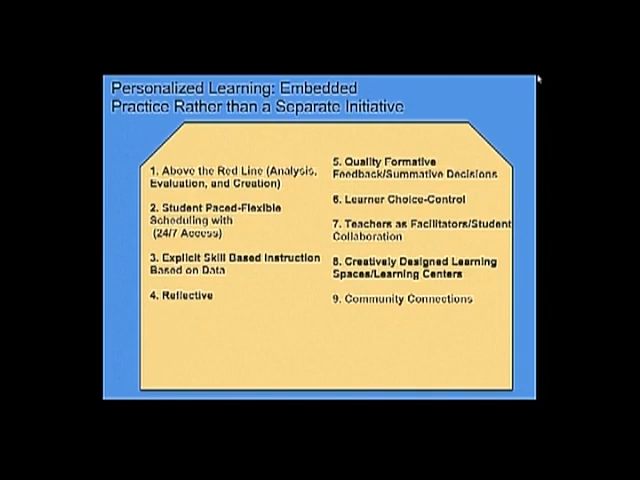 Personalized Learning: Embedded
Practice Rather than a Separate Initiative
1. Above the Red Line (Analysis,
Evaluation, and Creation)
2. Student Paced-Flexible
Scheduling with
(24/7 Access)
3. Explicit Skill Based Instruction
Based on Data
4. Reflective
5. Quality Formative
Feedback/Summative Decisions
6. Learner Choice-Control
7. Teachers as Facilitators/Student
Collaboration
8. Creatively Designed Learning
Spaces/Learning Centers
9. Community Connections